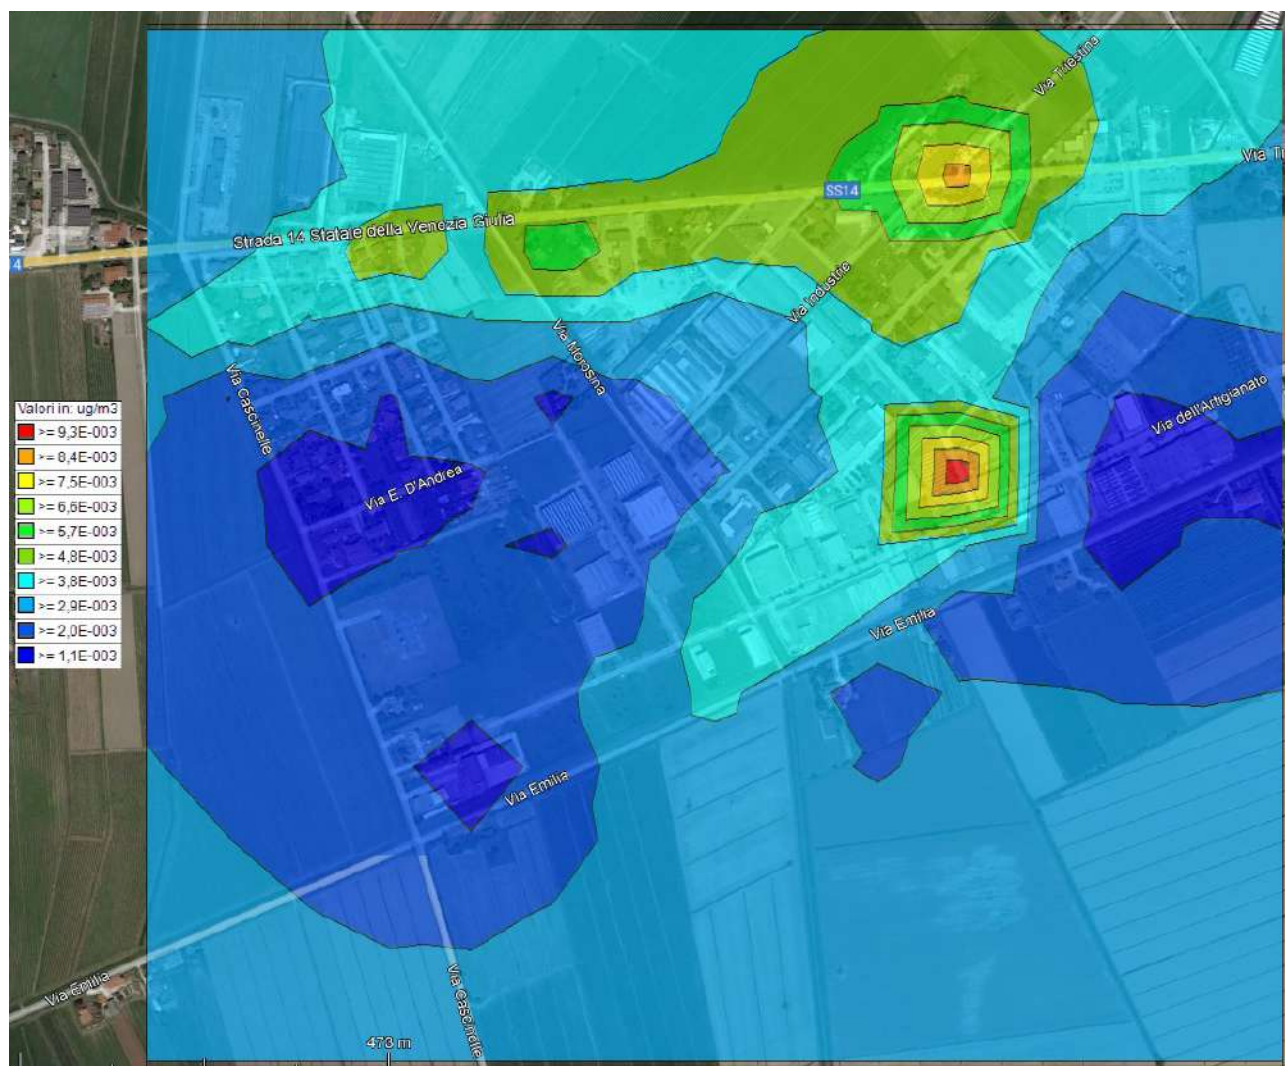 Via Triestina
Via Ti
SS14
Strada 14 Statale della Venezia Giulia
4
Via Industrie
Via Morosina
Via Cascinelle
Via dell'Artigianato
Valori in: ug/m3
>= 9,3E-003
>= 8,4E-003
>= 7,5E-003
>= 6,6E-003
>= 5,7E-003
>= 4,8E-003
>= 3,8E-003
>= 2,9E-003
>= 2,0E-003
>= 1,1E-003
Via E. D'Andrea
Via Emilia
Via Emilia
Via Emilia
Via Cascinelle
473 m